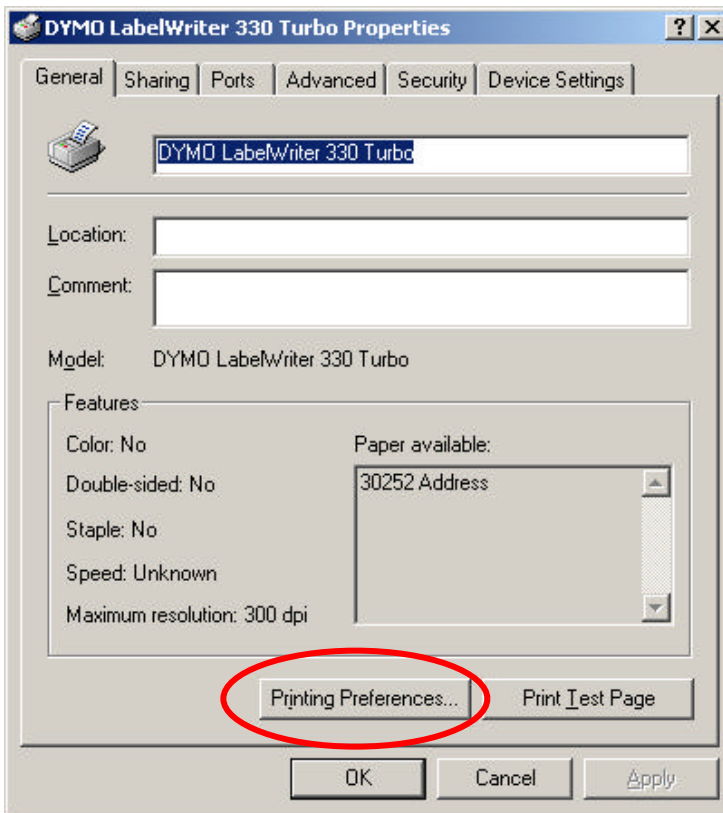 DYMO LabelWriter 330 Turbo Properties
General Sharing Ports Advanced Security Device Settings
DYMO LabelWriter 330 Turbo
Location:
Comment:
Model: DYMO LabelWriter 330 Turbo
Features
Color: No Paper available:
Double-sided: No 30252 Address
Staple: No
Speed: Unknown
Maximum resolution: 300 dpi
Printing Preferences... Print Test Page
OK Cancel Apply